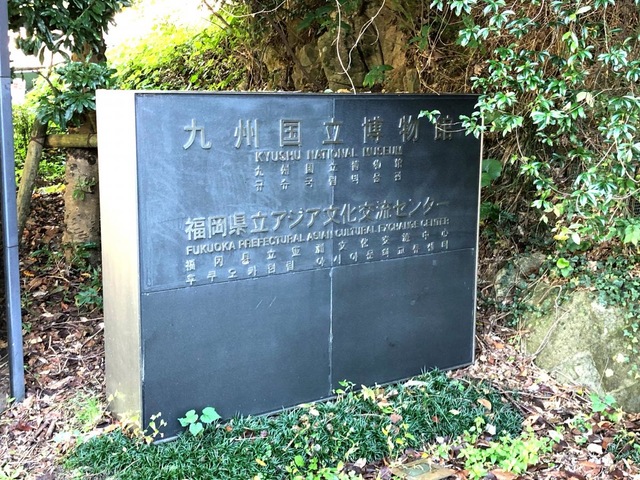 九州国立博物館
KYUSHU NATIONAL MUSEUM
九州国立博物館
규슈국립박물관
福岡県立アジア文化交流センター
FUKUOKA PREFECTURAL ASIAN CULTURAL EXCHANGE CENTER
福冈县立亚洲文化交流中心
후쿠오카현립 아시아문화교류센터